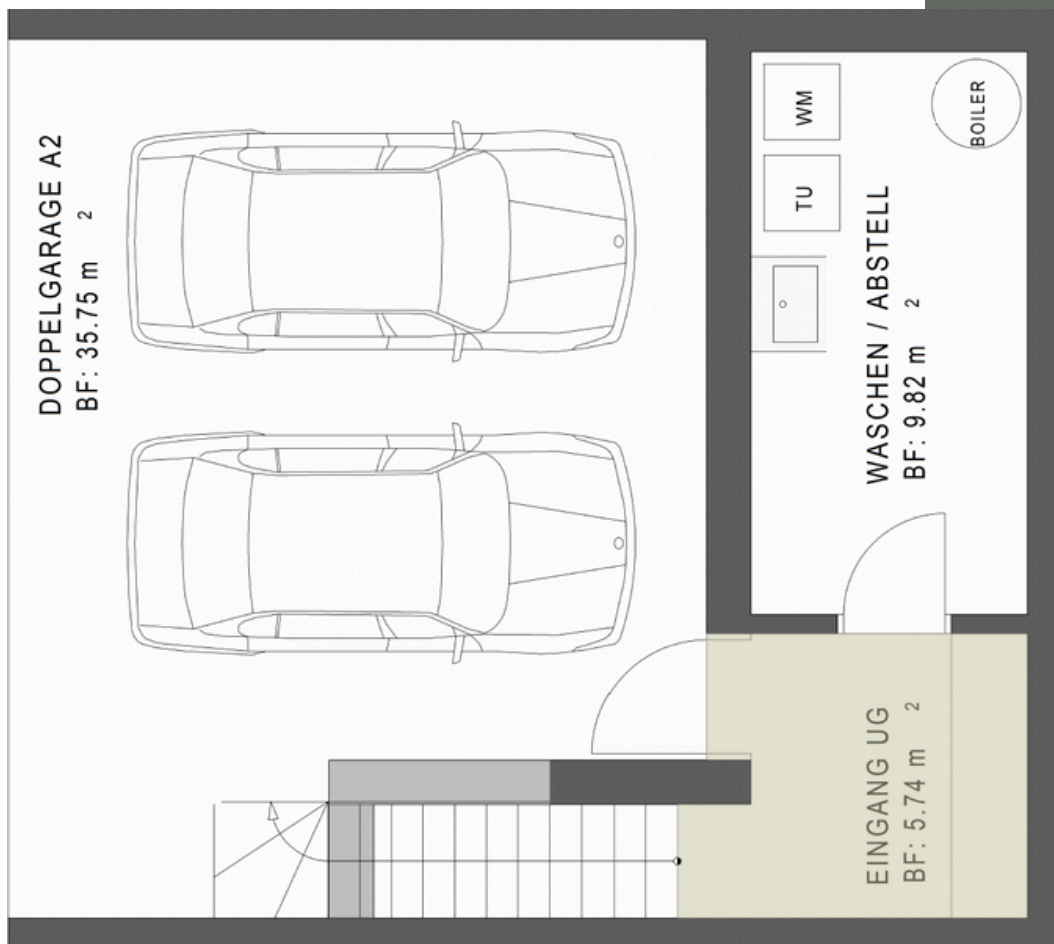 DOPPELGARAGE A2
BF: 35.75 m 2
WM
TU
BOILER
WASCHEN / ABSTELL
BF: 9.82 m 2
EINGANG UG
BF: 5.74 m 2